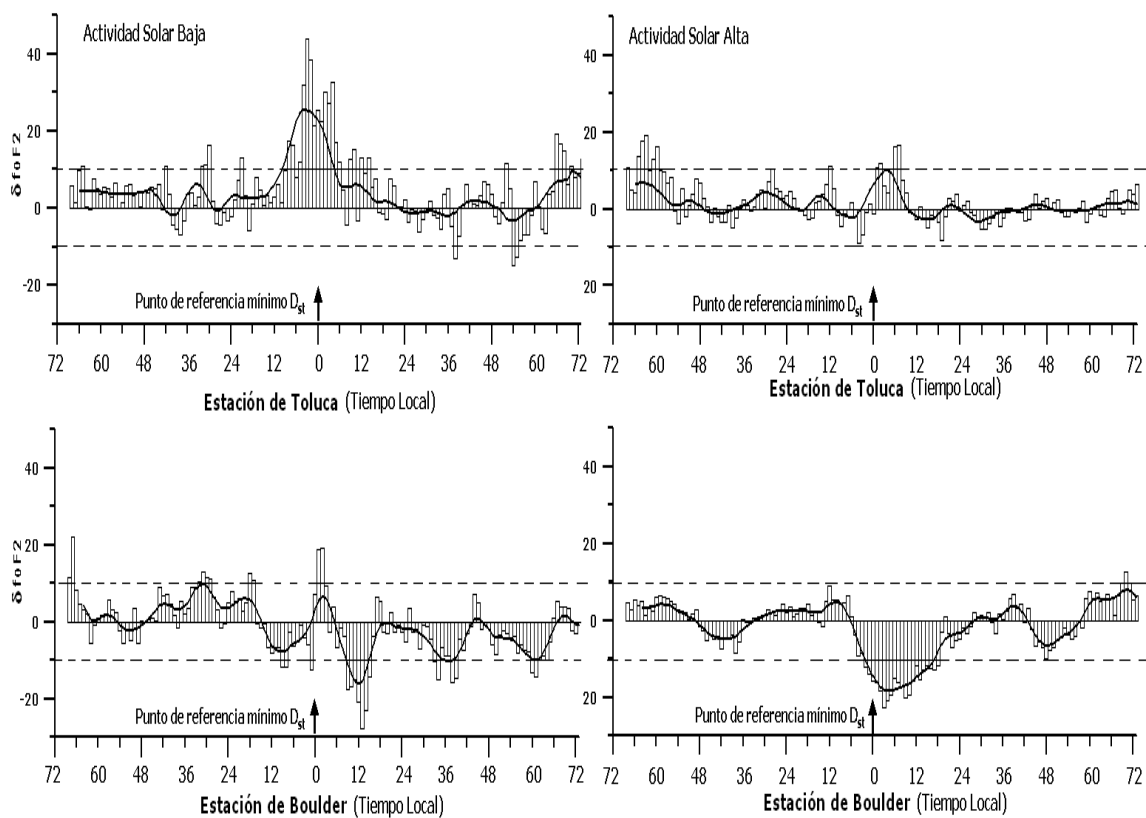 Actividad Solar Baja
40
20
0
-20
δfoF2
Punto de referencia mínimo Dst
72 60 48 36 24 12 0 12 24 36 48 60 72
Estación de Toluca (Tiempo Local)
Actividad Solar Alta
40
20
0
20
Punto de referencia mínimo Dst
72 60 48 36 24 12 0 12 24 36 48 60 72
Estación de Toluca (Tiempo Local)
40
20
0
-20
δfoF2
Punto de referencia mínimo Dst
72 60 48 36 24 12 0 12 24 36 48 60 72
Estación de Boulder (Tiempo Local)
40
20
0
20
Punto de referencia mínimo Dst
72 60 48 36 24 12 0 12 24 36 48 60 72
Estación de Boulder (Tiempo Local)